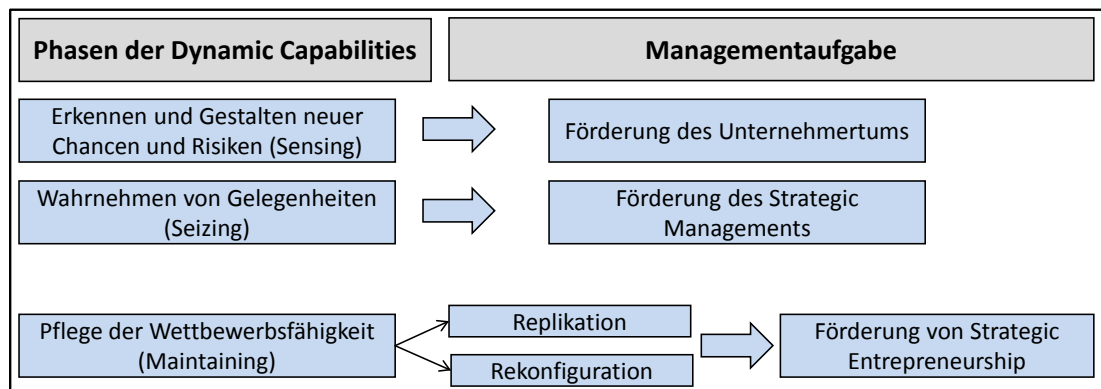 Phasen der Dynamic Capabilities
Managementaufgabe
Erkennen und Gestalten neuer
Chancen und Risiken (Sensing)
Förderung des Unternehmertums
Wahrnehmen von Gelegenheiten
(Seizing)
Förderung des Strategic
Managements
Pflege der Wettbewerbsfähigkeit
(Maintaining)
Replikation
Rekonfiguration
Förderung von Strategic
Entrepreneurship